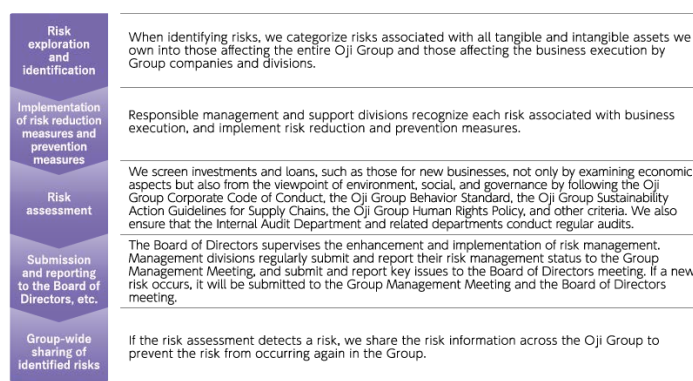 Risk
exploration
and
identification
When identifying risks, we categorize risks associated with all tangible and intangible assets we
own into those affecting the entire Oji Group and those affecting the business execution by
Group companies and divisions.
Implementation
of risk reduction
measures and
prevention
measures
Responsible management and support divisions recognize each risk associated with business
execution, and implement risk reduction and prevention measures.
Risk
assessment
We screen investments and loans, such as those for new businesses, not only by examining economic
aspects but also from the viewpoint of environment, social, and governance by following the Oji
Group Corporate Code of Conduct, the Oji Group Behavior Standard, the Oji Group Sustainability
Action Guidelines for Supply Chains, the Oji Group Human Rights Policy, and other criteria. We also
ensure that the Internal Audit Department and related departments conduct regular audits.
Submission
and reporting
to the Board of
Directors, etc.
The Board of Directors supervises the enhancement and implementation of risk management.
Management divisions regularly submit and report their risk management status to the Group
Management Meeting, and submit and report key issues to the Board of Directors meeting. If a new
risk occurs, it will be submitted to the Group Management Meeting and the Board of Directors
meeting.
Group-wide
sharing of
identified risks
If the risk assessment detects a risk, we share the risk information across the Oji Group to
prevent the risk from occurring again in the Group.